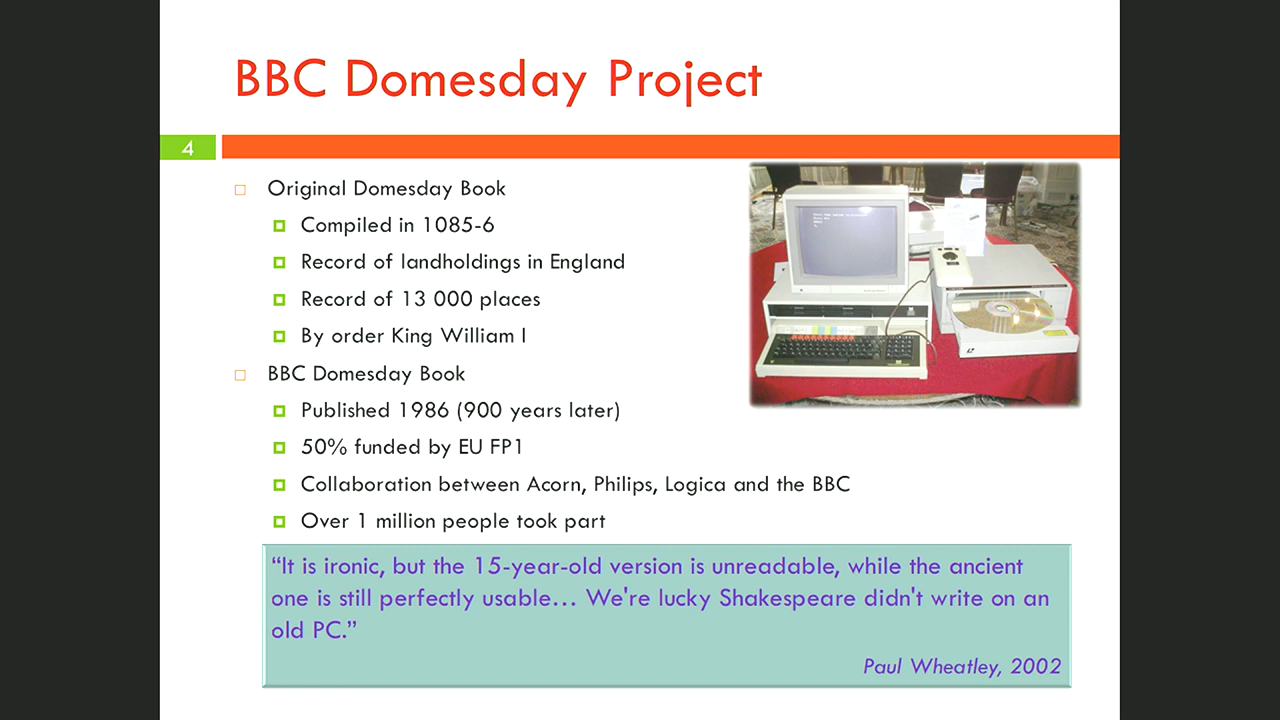 BBC Domesday Project
4
Original Domesday Book
Compiled in 1085-6
Record of landholdings in England
Record of 13 000 places
By order King William I
BBC Domesday Book
Published 1986 (900 years later)
50% funded by EU FP1
Collaboration between Acorn, Philips, Logica and the BBC
Over 1 million people took part
“It is ironic, but the 15-year-old version is unreadable, while the ancient
one is still perfectly usable… We're lucky Shakespeare didn't write on an
old PC.”
Paul Wheatley, 2002